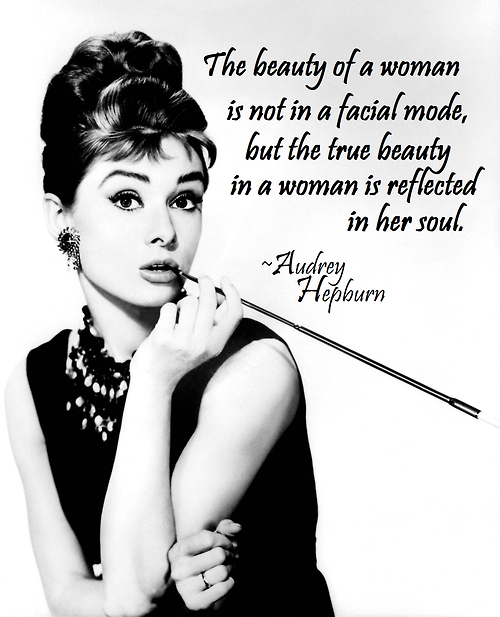 The beauty of a woman
is not in a facial mode,
but the true beauty
in a woman is reflected
in her soul.
~Audrey
Hepburn